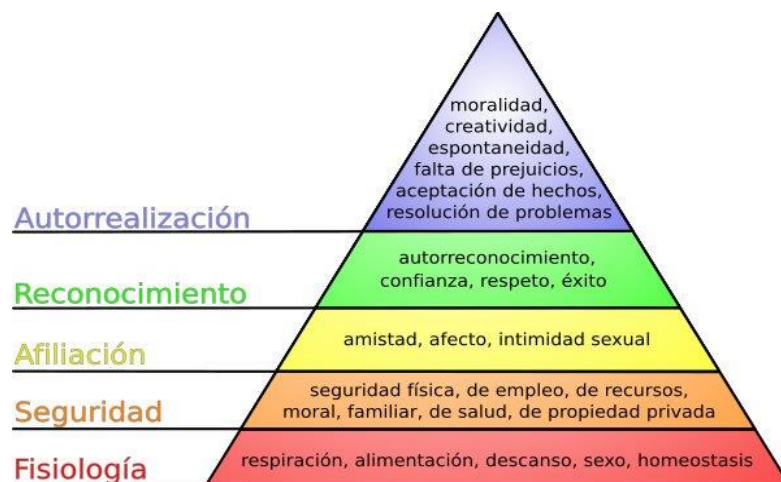 moralidad,
creatividad,
espontaneidad,
falta de prejuicios,
aceptación de hechos,
resolución de problemas
Autorrealización
autorreconocimiento,
confianza, respeto, éxito
Reconocimiento
amistad, afecto, intimidad sexual
Afiliación
seguridad física, de empleo, de recursos,
moral, familiar, de salud, de propiedad privada
Seguridad
respiración, alimentación, descanso, sexo, homeostasis
Fisiología